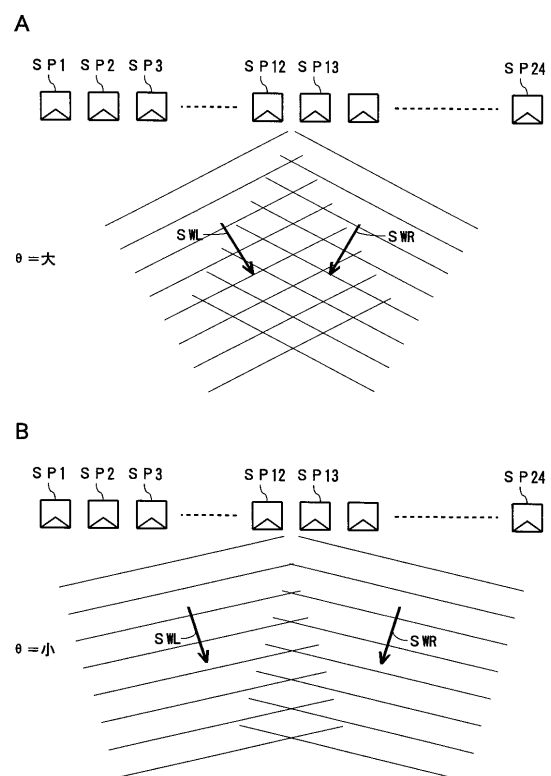 A
SP1 SP2 SP3 SP12 SP13 SP24
SWL SWR
θ=大
B
SP1 SP2 SP3 SP12 SP13 SP24
θ=小
SWL SWR